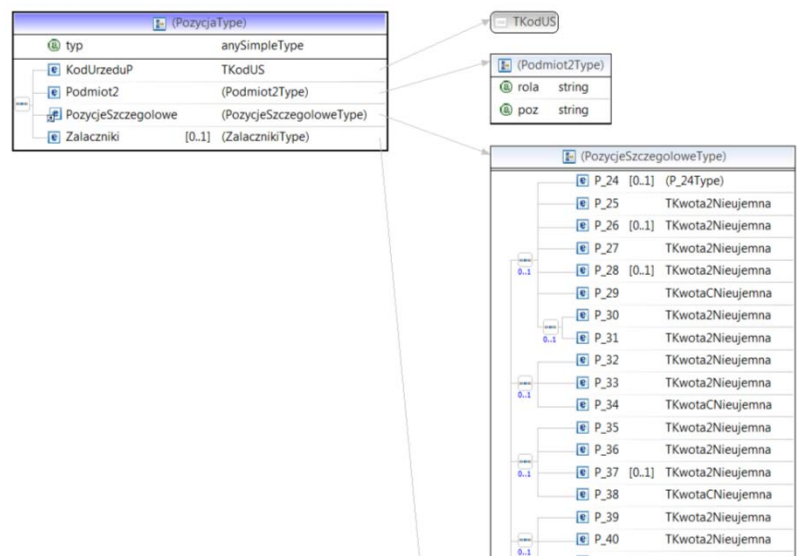 (PozycjaType)
typ anySimpleType
KodUrzeduP TKodUS
Podmiot2 (Podmiot2Type)
PozycjeSzczegolowe (PozycjeSzczegoloweType)
Zalaczniki [0..1] (ZalacznikiType)
TKodUS
(Podmiot2Type)
rola string
poz string
(PozycjeSzczegoloweType)
P_24 [0..1] (P_24Type)
P_25 TKwota2Nieujemna
P_26 [0..1] TKwota2Nieujemna
P_27 TKwota2Nieujemna
0..1
P_28 [0..1] TKwota2Nieujemna
P_29 TKwotaCNieujemna
P_30 TKwota2Nieujemna
0..1
P_31 TKwota2Nieujemna
P_32 TKwota2Nieujemna
P_33 TKwota2Nieujemna
0..1
P_34 TKwotaCNieujemna
P_35 TKwota2Nieujemna
P_36 TKwota2Nieujemna
0..1
P_37 [0..1] TKwota2Nieujemna
P_38 TKwotaCNieujemna
P_39 TKwota2Nieujemna
P_40 TKwota2Nieujemna
0..1